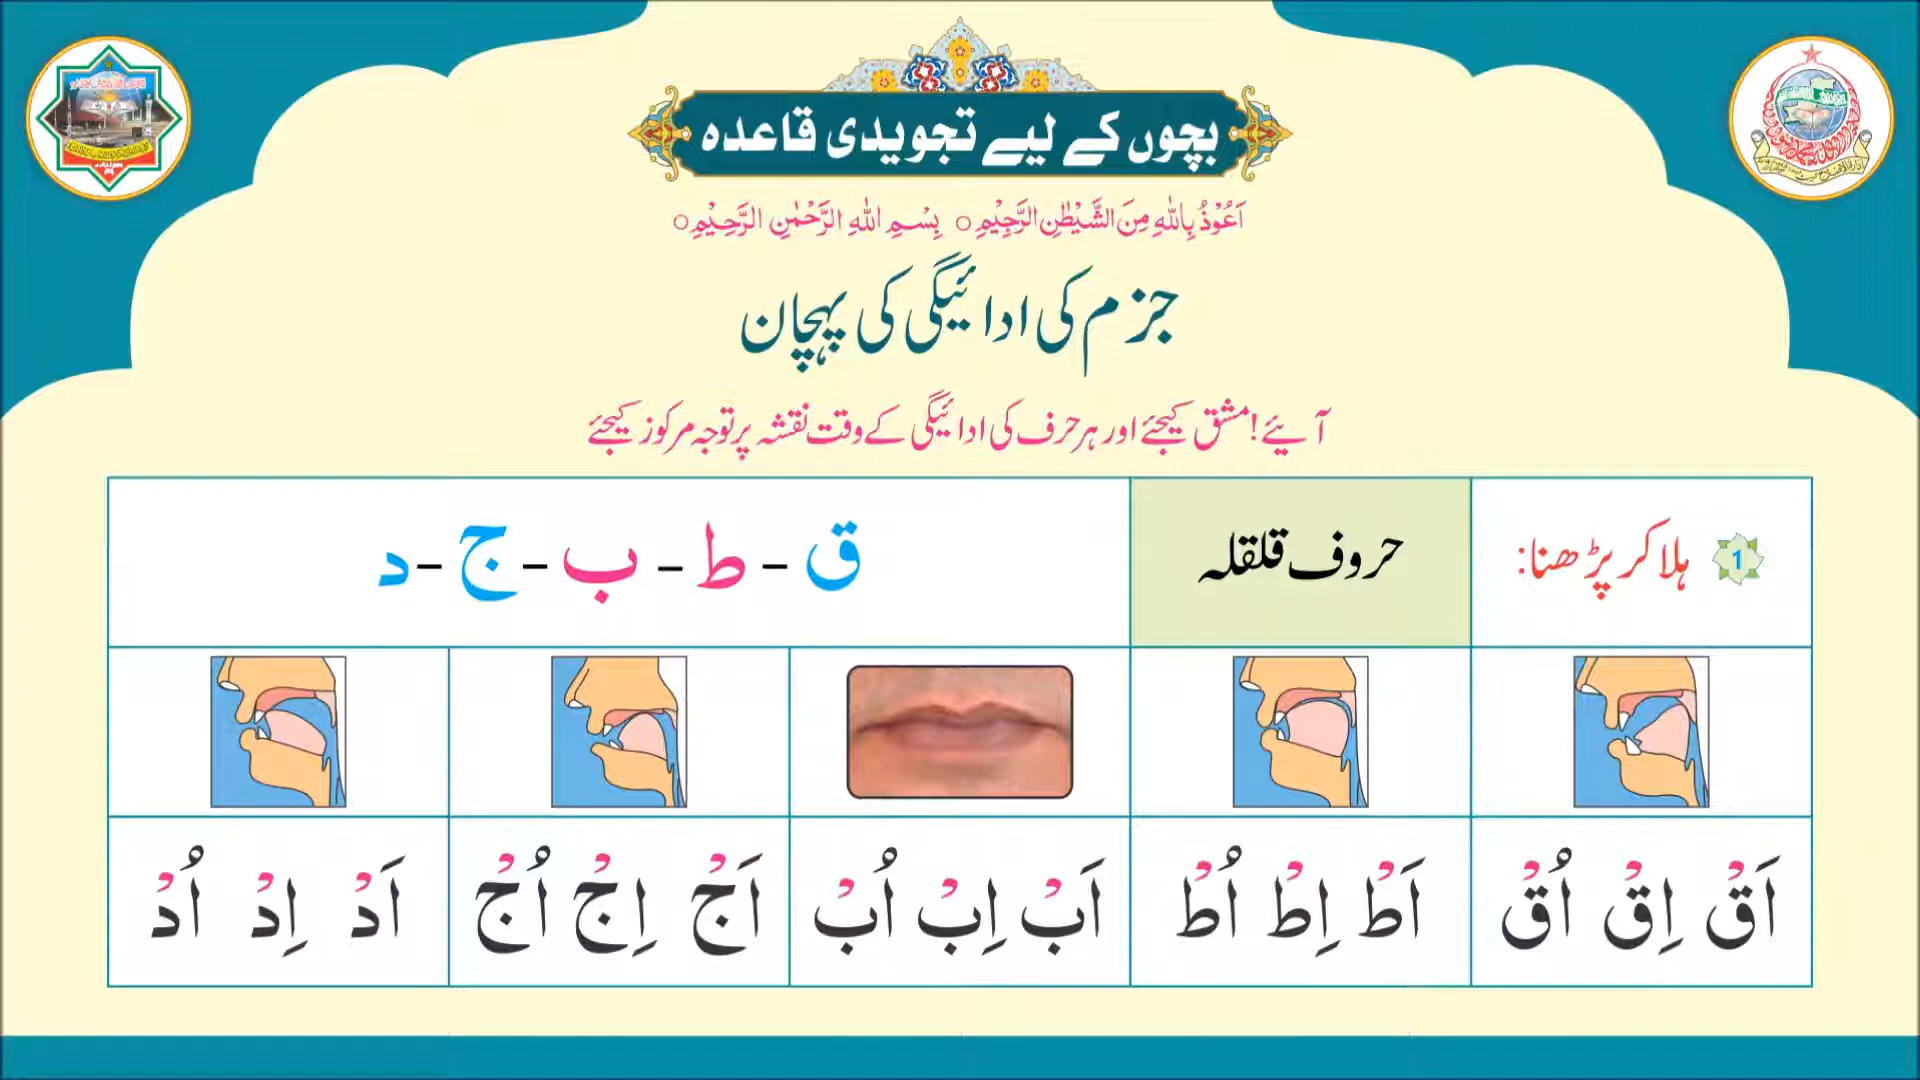 بچوں کے لیے تجویدی قاعدہ
اَعُوْذُ بِاللّٰهِ مِنَ الشَّيْطٰنِ الرَّجِيْمِ ○ بِسْمِ اللّٰهِ الرَّحْمٰنِ الرَّحِيْمِ ○
جزم کی ادائیگی کی پہچان
آئیے! مشق کیجئے اور ہر حرف کی ادائیگی کے وقت نقشہ پر توجہ مرکوز کیجئے
1 ہلا کر پڑھنا: حروف قلقلہ ق - ط - ب - ج - د
اَقْ اِقْ اُقْ اَطْ اِطْ اُطْ اَبْ اِبْ اُبْ اَجْ اِجْ اُجْ اَدْ اِدْ اُدْ